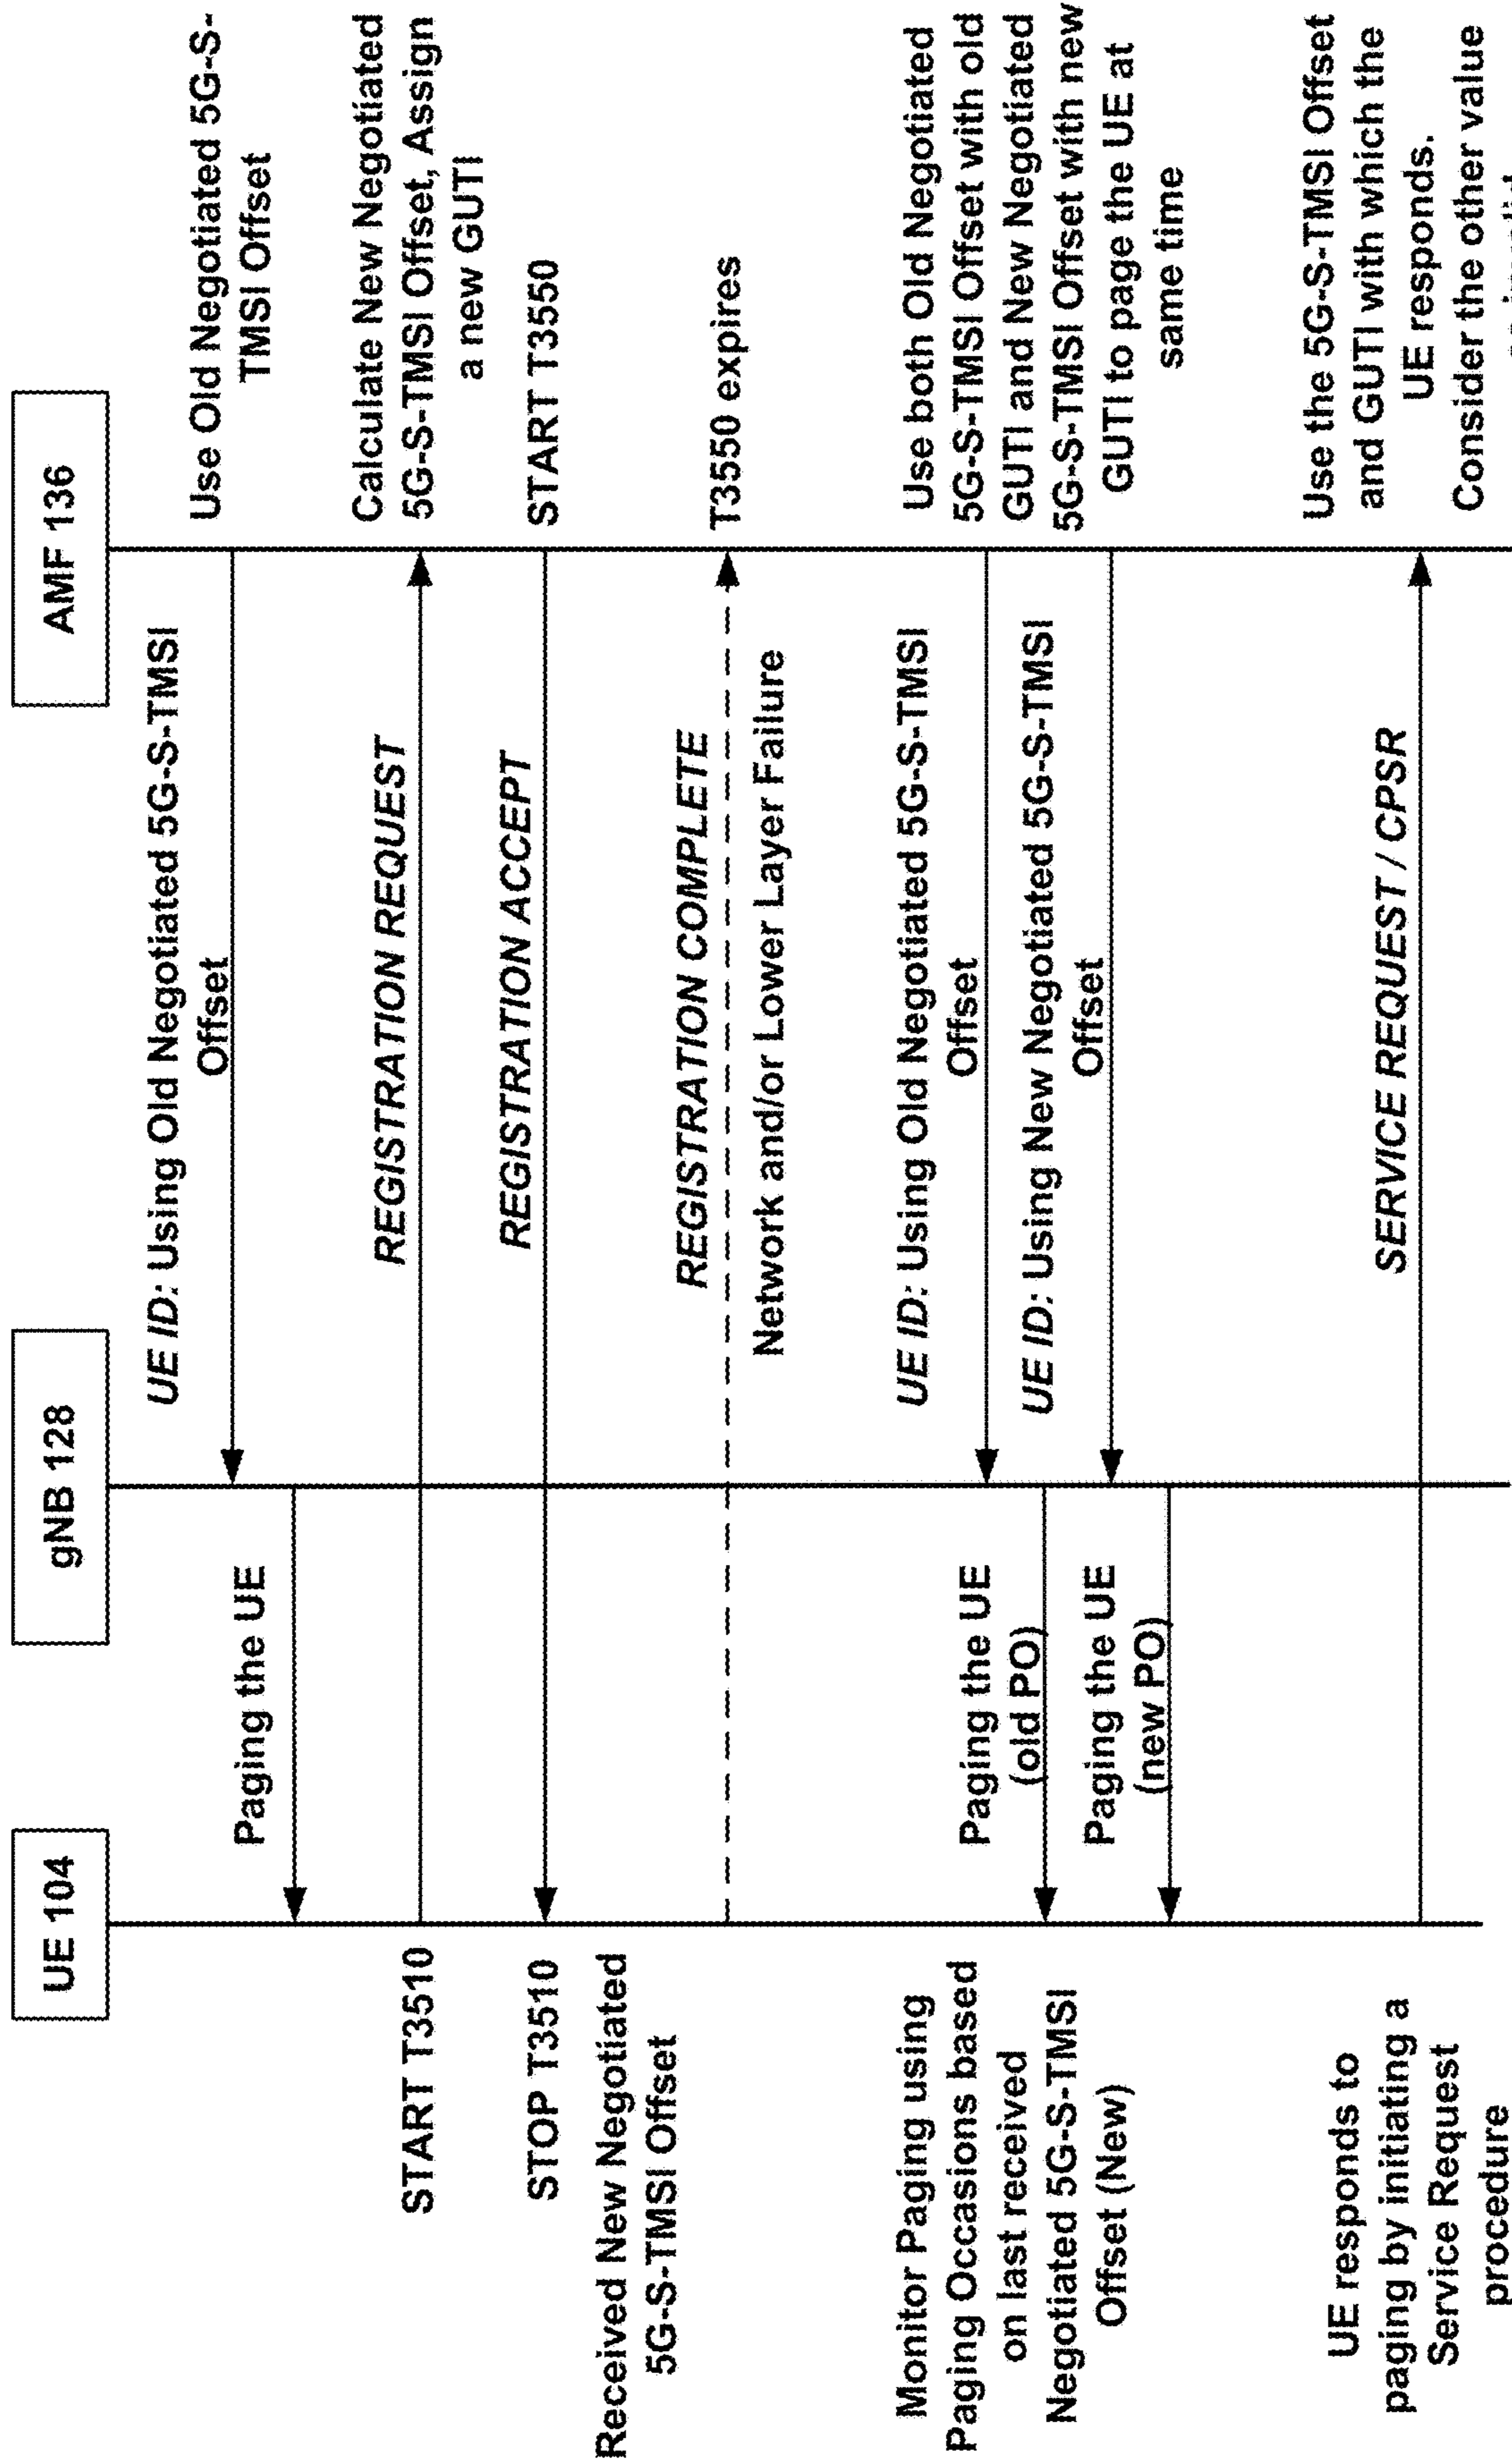 UE 104
gNB 128
AMF 136
Use Old Negotiated 5G-S-
TMSI Offset
UE ID: Using Old Negotiated 5G-S-TMSI
Offset
Paging the UE
START T3510
REGISTRATION REQUEST
Calculate New Negotiated
5G-S-TMSI Offset, Assign
a new GUTI
STOP T3510
REGISTRATION ACCEPT
START T3550
Received New Negotiated
5G-S-TMSI Offset
REGISTRATION COMPLETE
Network and/or Lower Layer Failure
T3550 expires
Monitor Paging using
Paging Occasions based
on last received
Negotiated 5G-S-TMSI
Offset (New)
UE ID: Using Old Negotiated 5G-S-TMSI
Offset
Use both Old Negotiated
5G-S-TMSI Offset with old
GUTI and New Negotiated
5G-S-TMSI Offset with new
GUTI to page the UE at
same time
Paging the UE
(old PO)
UE ID: Using New Negotiated 5G-S-TMSI
Offset
Paging the UE
(new PO)
UE responds to
paging by initiating a
Service Request
procedure
SERVICE REQUEST / CPSR
Use the 5G-S-TMSI Offset
and GUTI with which the
UE responds.
Consider the other value